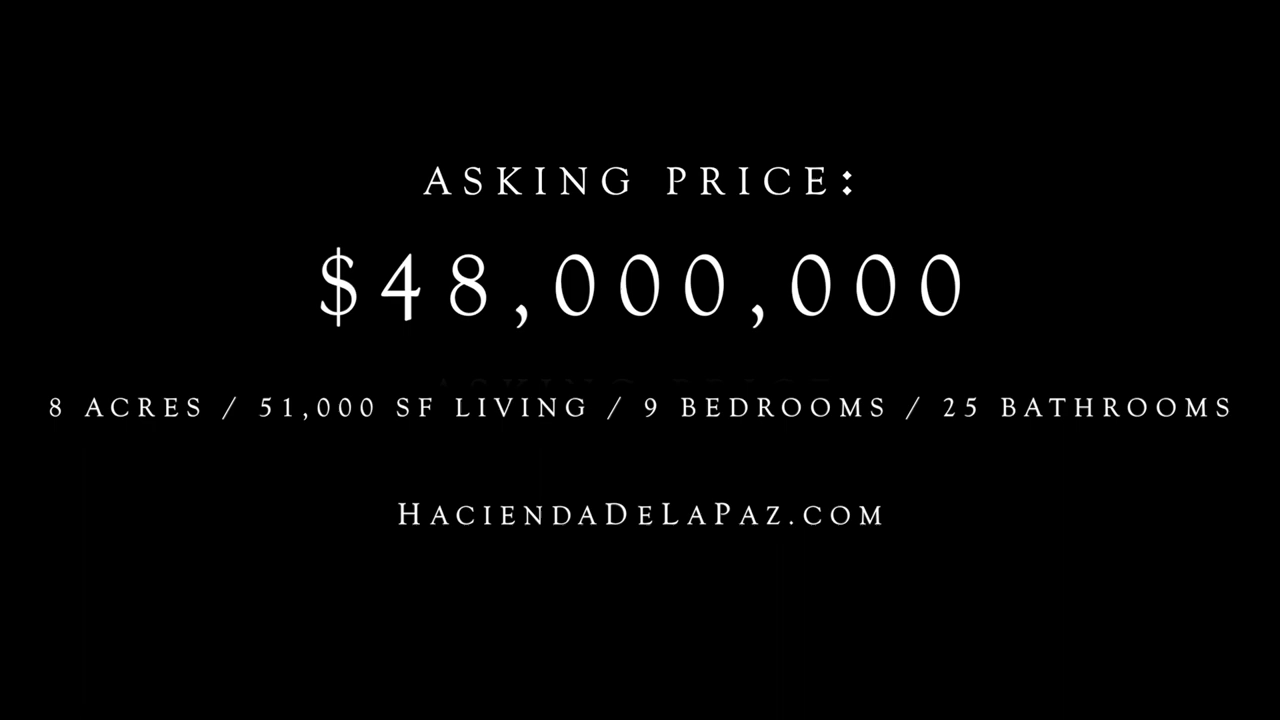 ASKING PRICE:
$48,000,000
8 ACRES / 51,000 SF LIVING / 9 BEDROOMS / 25 BATHROOMS
HACIENDADELAPAZ.COM